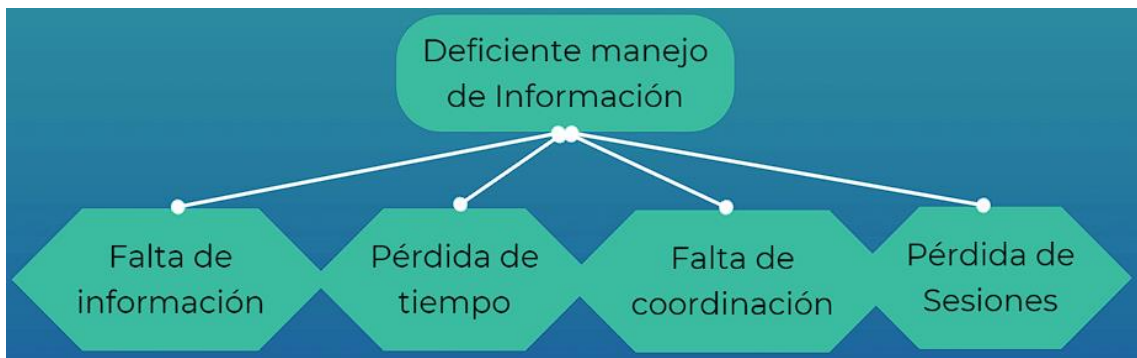 Deficiente manejo
de Información
Falta de
información
Pérdida de
tiempo
Falta de
coordinación
Pérdida de
Sesiones